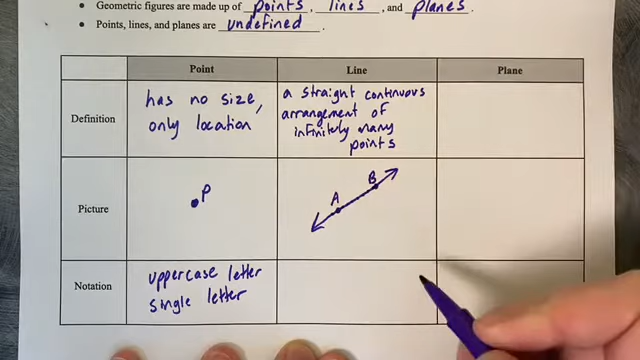 • Geometric figures are made up of points, lines, and planes.
• Points, lines, and planes are undefined.
Point Line Plane
Definition
has no size,
only location
a straight continuous
arrangement of
infinitely many
points
Picture
P
A B
Notation
uppercase letter
single letter